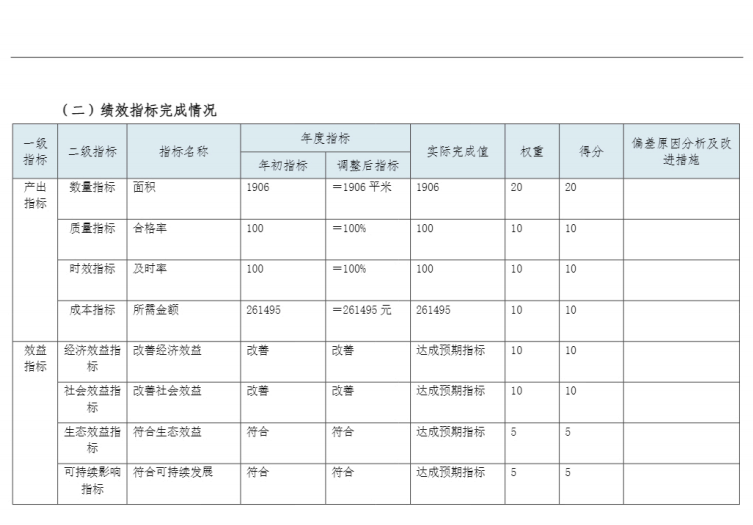 （二）绩效指标完成情况
一级指标 二级指标 指标名称 年度指标 实际完成值 权重 得分 偏差原因分析及改进措施
年初指标 调整后指标
产出指标 数量指标 面积 1906 ＝1906 平米 1906 20 20
质量指标 合格率 100 ＝100% 100 10 10
时效指标 及时率 100 ＝100% 100 10 10
成本指标 所需金额 261495 ＝261495 元 261495 10 10
效益指标 经济效益指标 改善经济效益 改善 改善 达成预期指标 10 10
社会效益指标 改善社会效益 改善 改善 达成预期指标 10 10
生态效益指标 符合生态效益 符合 符合 达成预期指标 5 5
可持续影响指标 符合可持续发展 符合 符合 达成预期指标 5 5